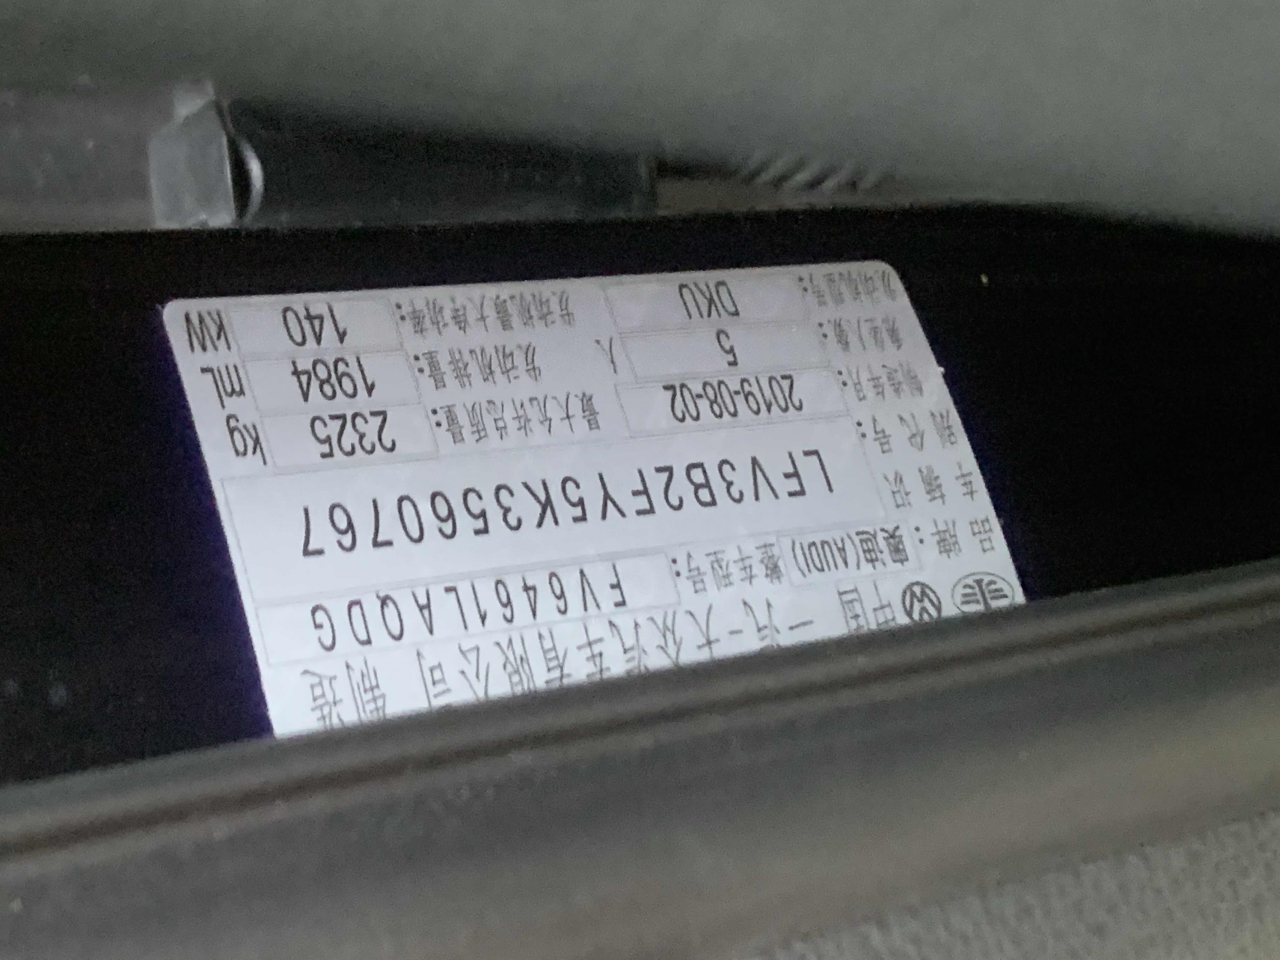 中国 一汽-大众汽车有限公司 制造
品牌: 奥迪(AUDI) 整车型号: FV6461LAQDG
车辆识别代号: LFV3B2FY5K3560767
制造年月: 2019-08-02 最大允许总质量: 2325 kg
乘坐人数: 5 人 发动机排量: 1984 mL
发动机型号: DKU 发动机最大净功率: 140 kW